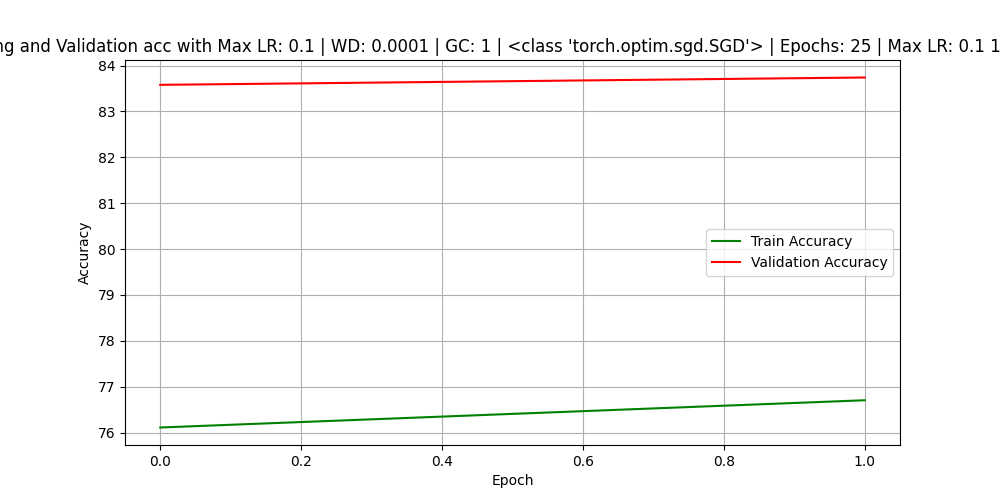 and Validation acc with Max LR: 0.1 | WD: 0.0001 | GC: 1 | <class 'torch.optim.sgd.SGD'> | Epochs: 25 | Max LR: 0.1 1
84
83
82
81
80
79
78
77
76
Accuracy
Train Accuracy
Validation Accuracy
0.0 0.2 0.4 0.6 0.8 1.0
Epoch